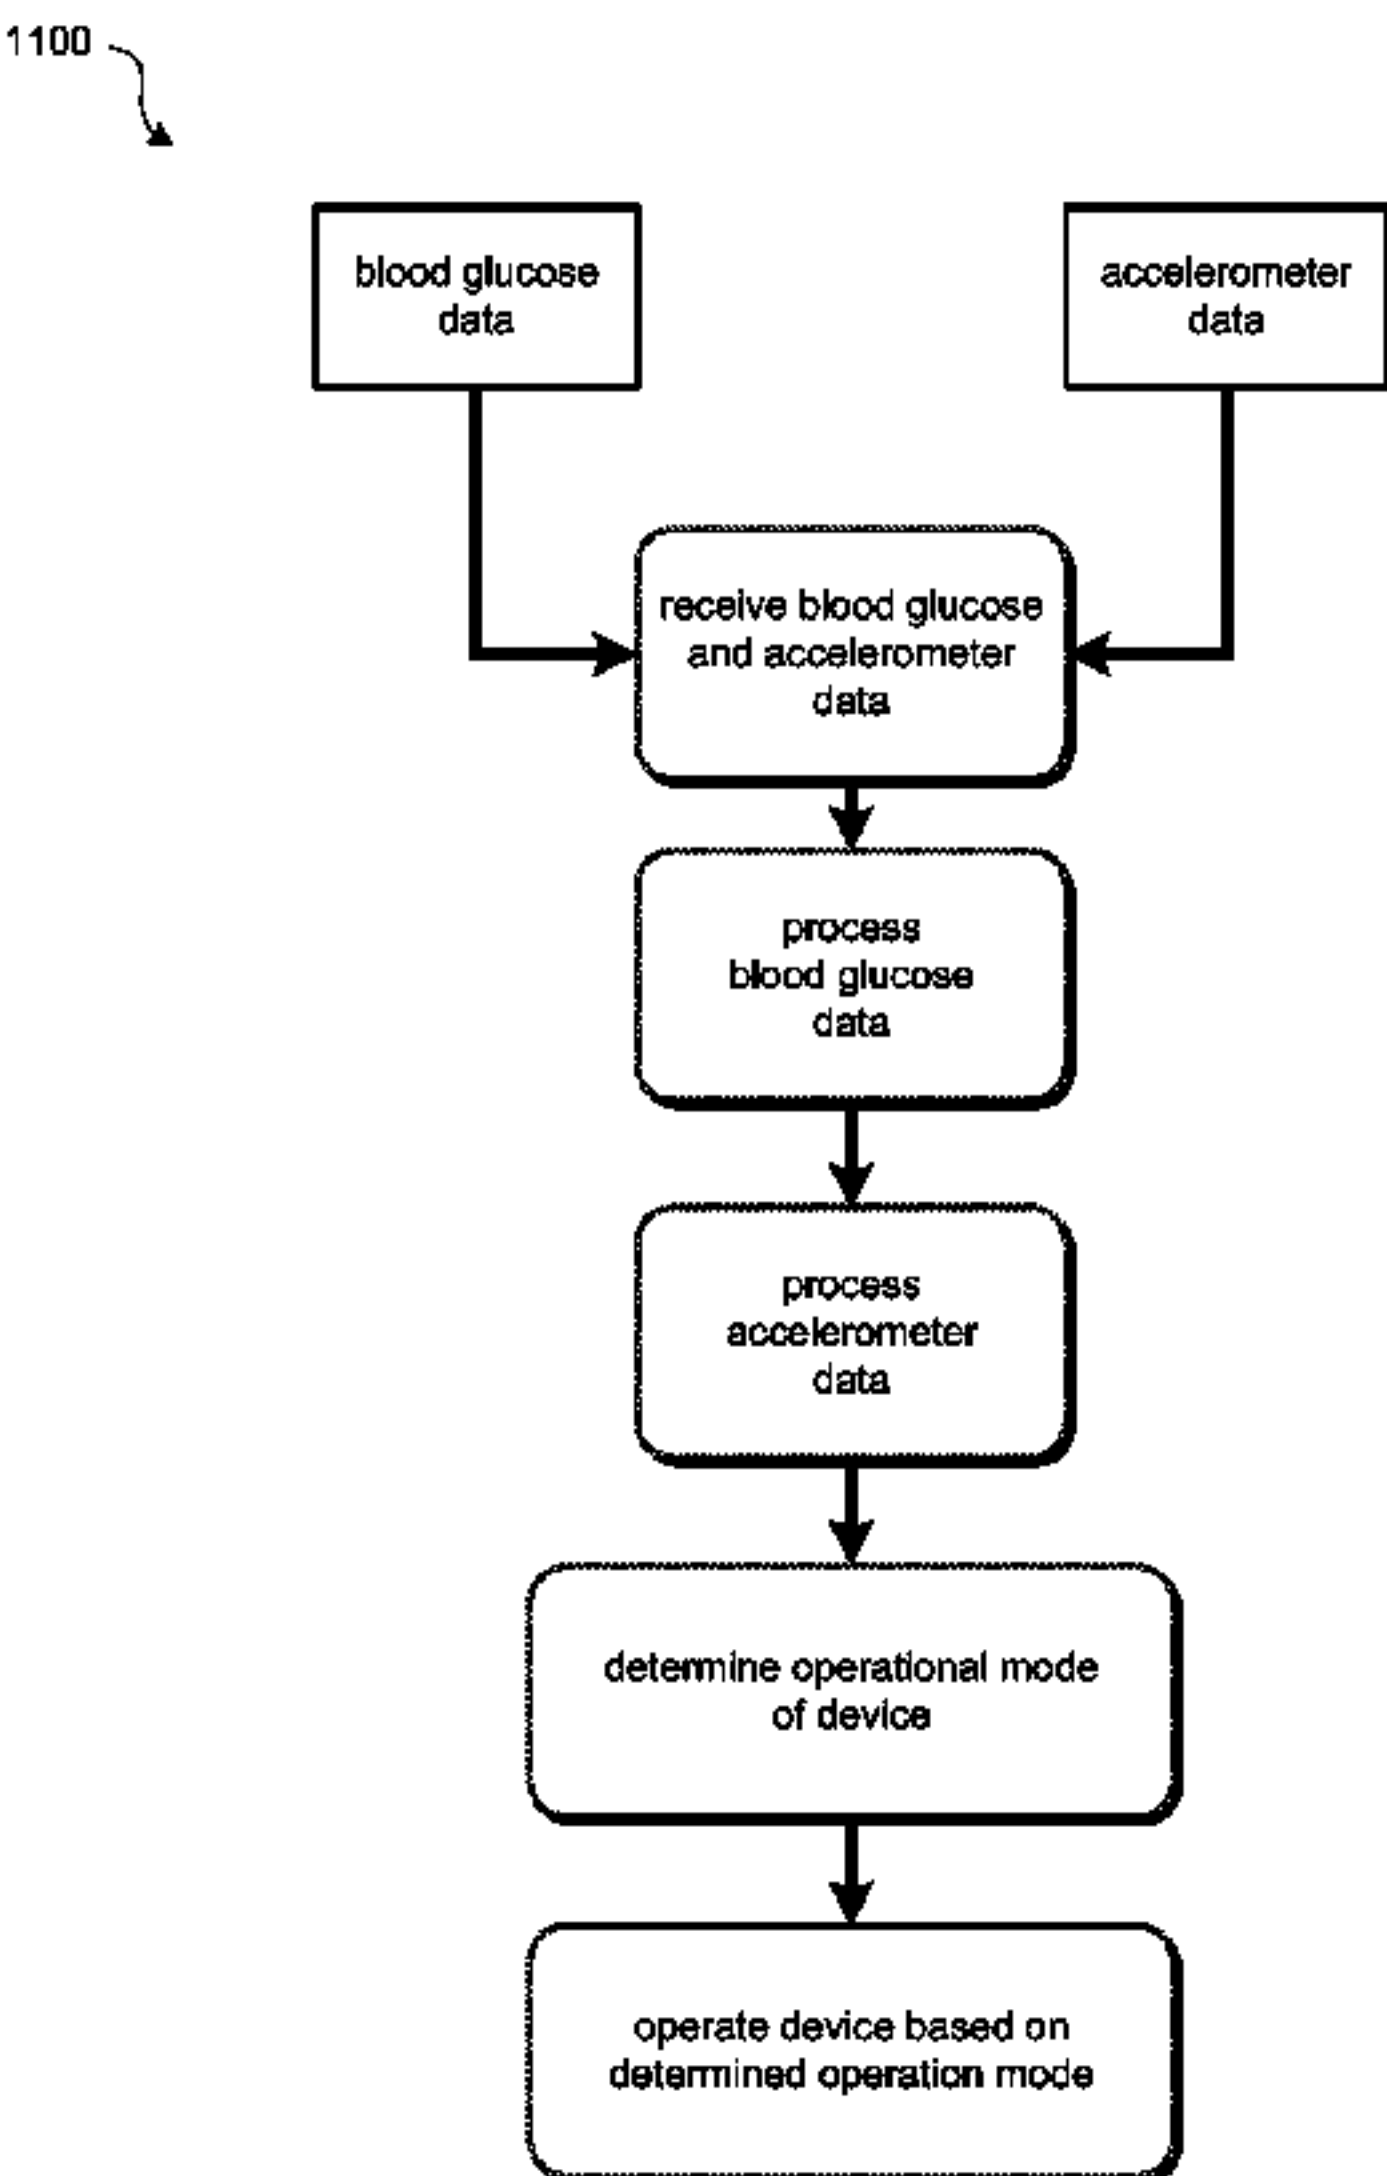 1100
blood glucose
data
accelerometer
data
receive blood glucose
and accelerometer
data
process
blood glucose
data
process
accelerometer
data
determine operational mode
of device
operate device based on
determined operation mode